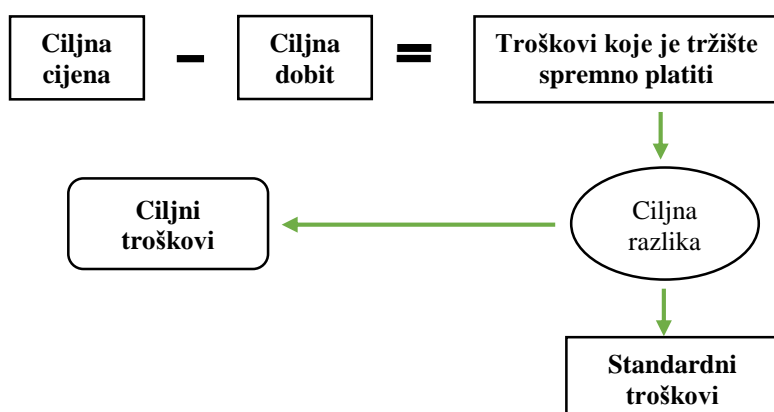 Ciljna
cijena
–
Ciljna
dobit
=
Troškovi koje je tržište
spremno platiti
Ciljni
troškovi
Ciljna
razlika
Standardni
troškovi